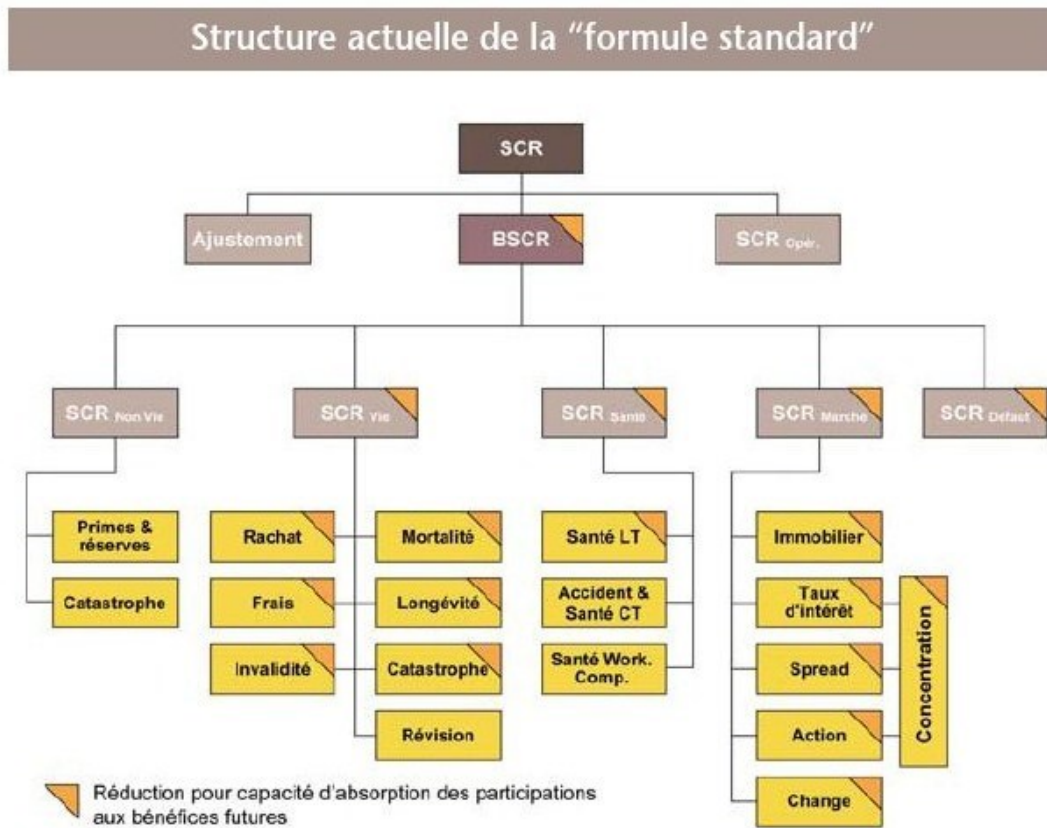 Structure actuelle de la “formule standard”
SCR
Ajustement
BSCR
SCR Opér.
SCR Non Vie
SCR Vie
SCR Santé
SCR Marché
SCR Défaut
Primes &
réserves
Catastrophe
Rachat
Frais
Invalidité
Mortalité
Longévité
Catastrophe
Révision
Santé LT
Accident &
Santé CT
Santé Work.
Comp.
Immobilier
Taux
d'intérêt
Spread
Action
Change
Concentration
Réduction pour capacité d'absorption des participations
aux bénéfices futures